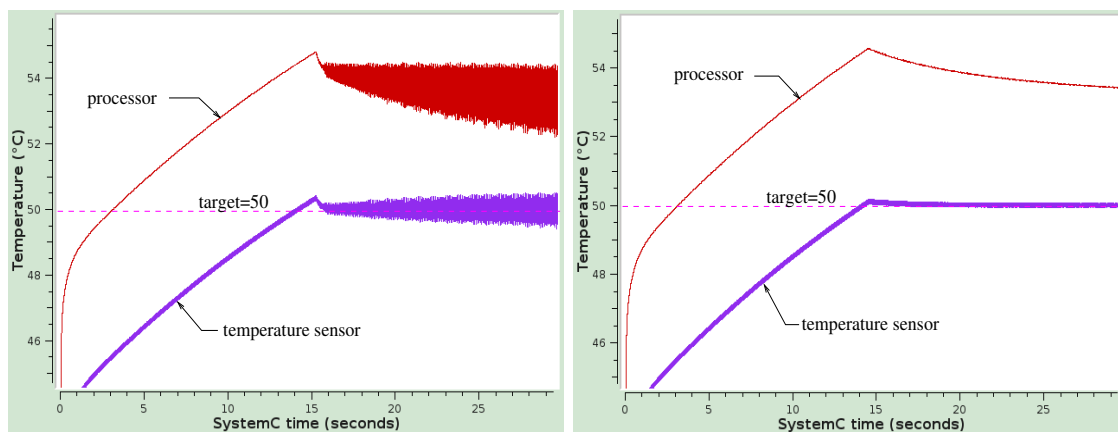 54
52
50
48
46
Temperature (°C)
processor
target=50
temperature sensor
0
5
10
15
20
25
SystemC time (seconds)
54
52
50
48
46
Temperature (°C)
processor
target=50
temperature sensor
0
5
10
15
20
25
SystemC time (seconds)